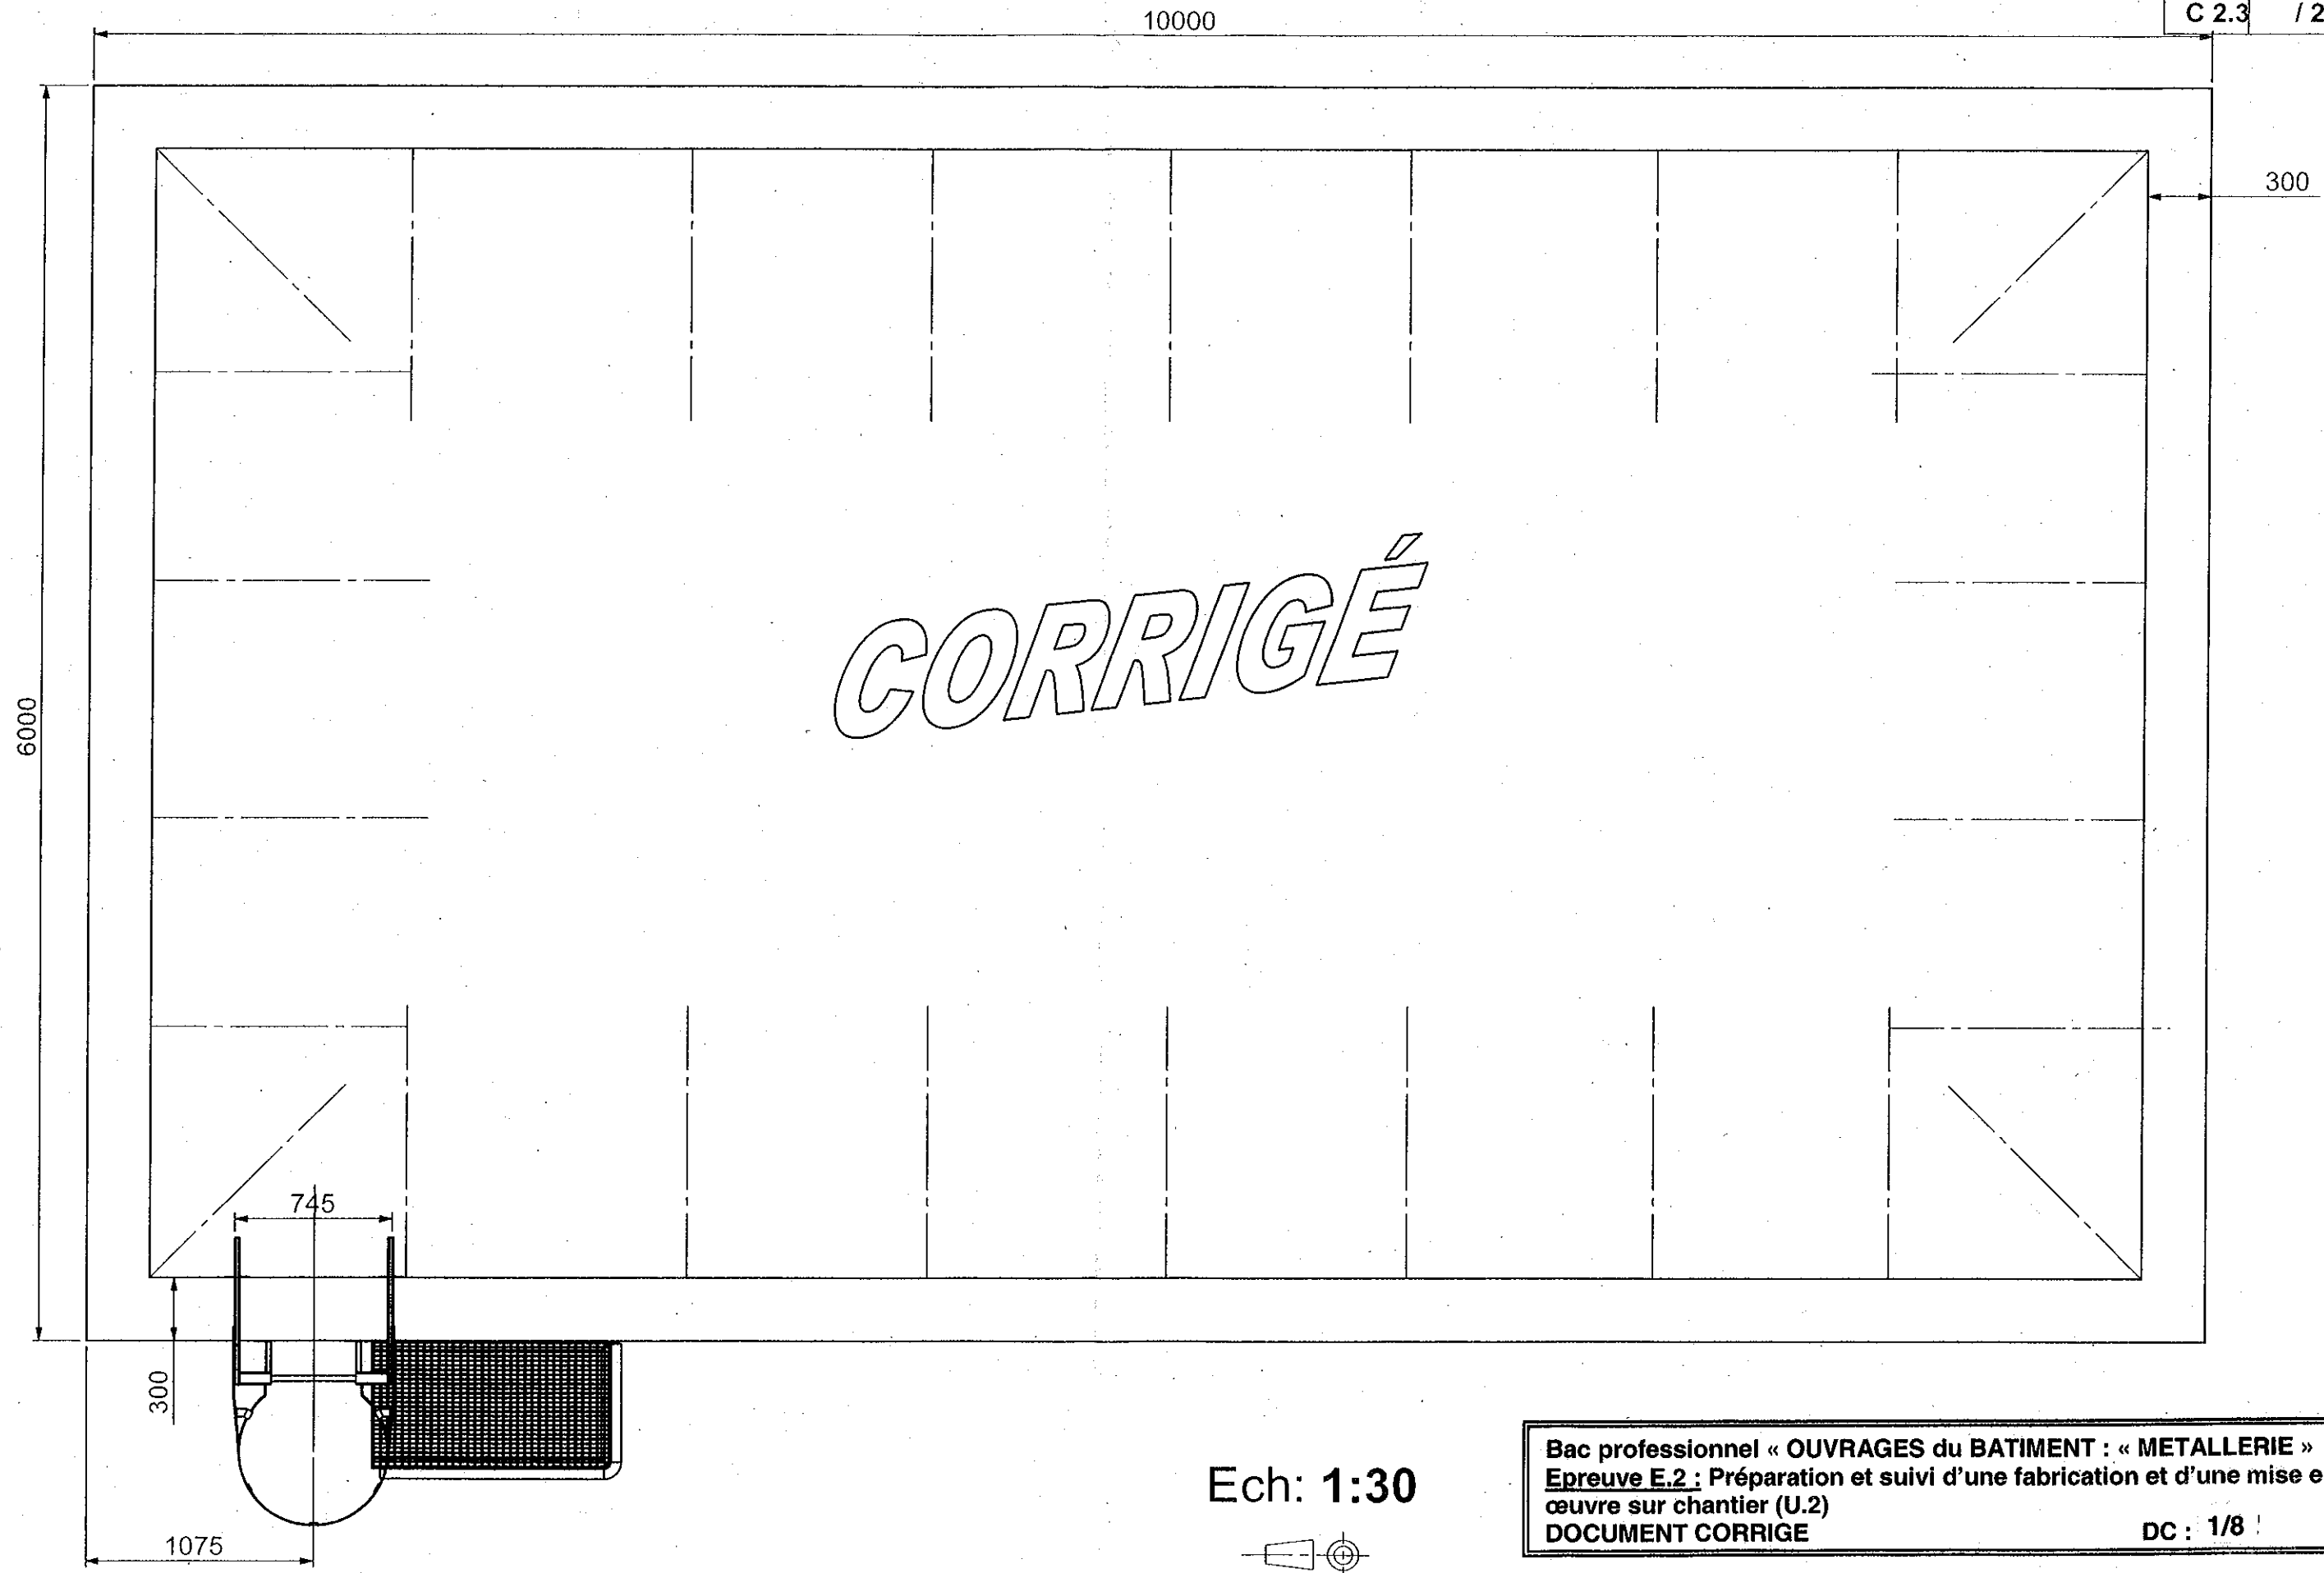 10000
C 2.3 / 2
300
6000
CORRIGÉ
745
300
1075
Ech: 1:30
Bac professionnel « OUVRAGES du BATIMENT : « METALLERIE »
Epreuve E.2 : Préparation et suivi d'une fabrication et d'une mise e
œuvre sur chantier (U.2)
DOCUMENT CORRIGE DC : 1/8